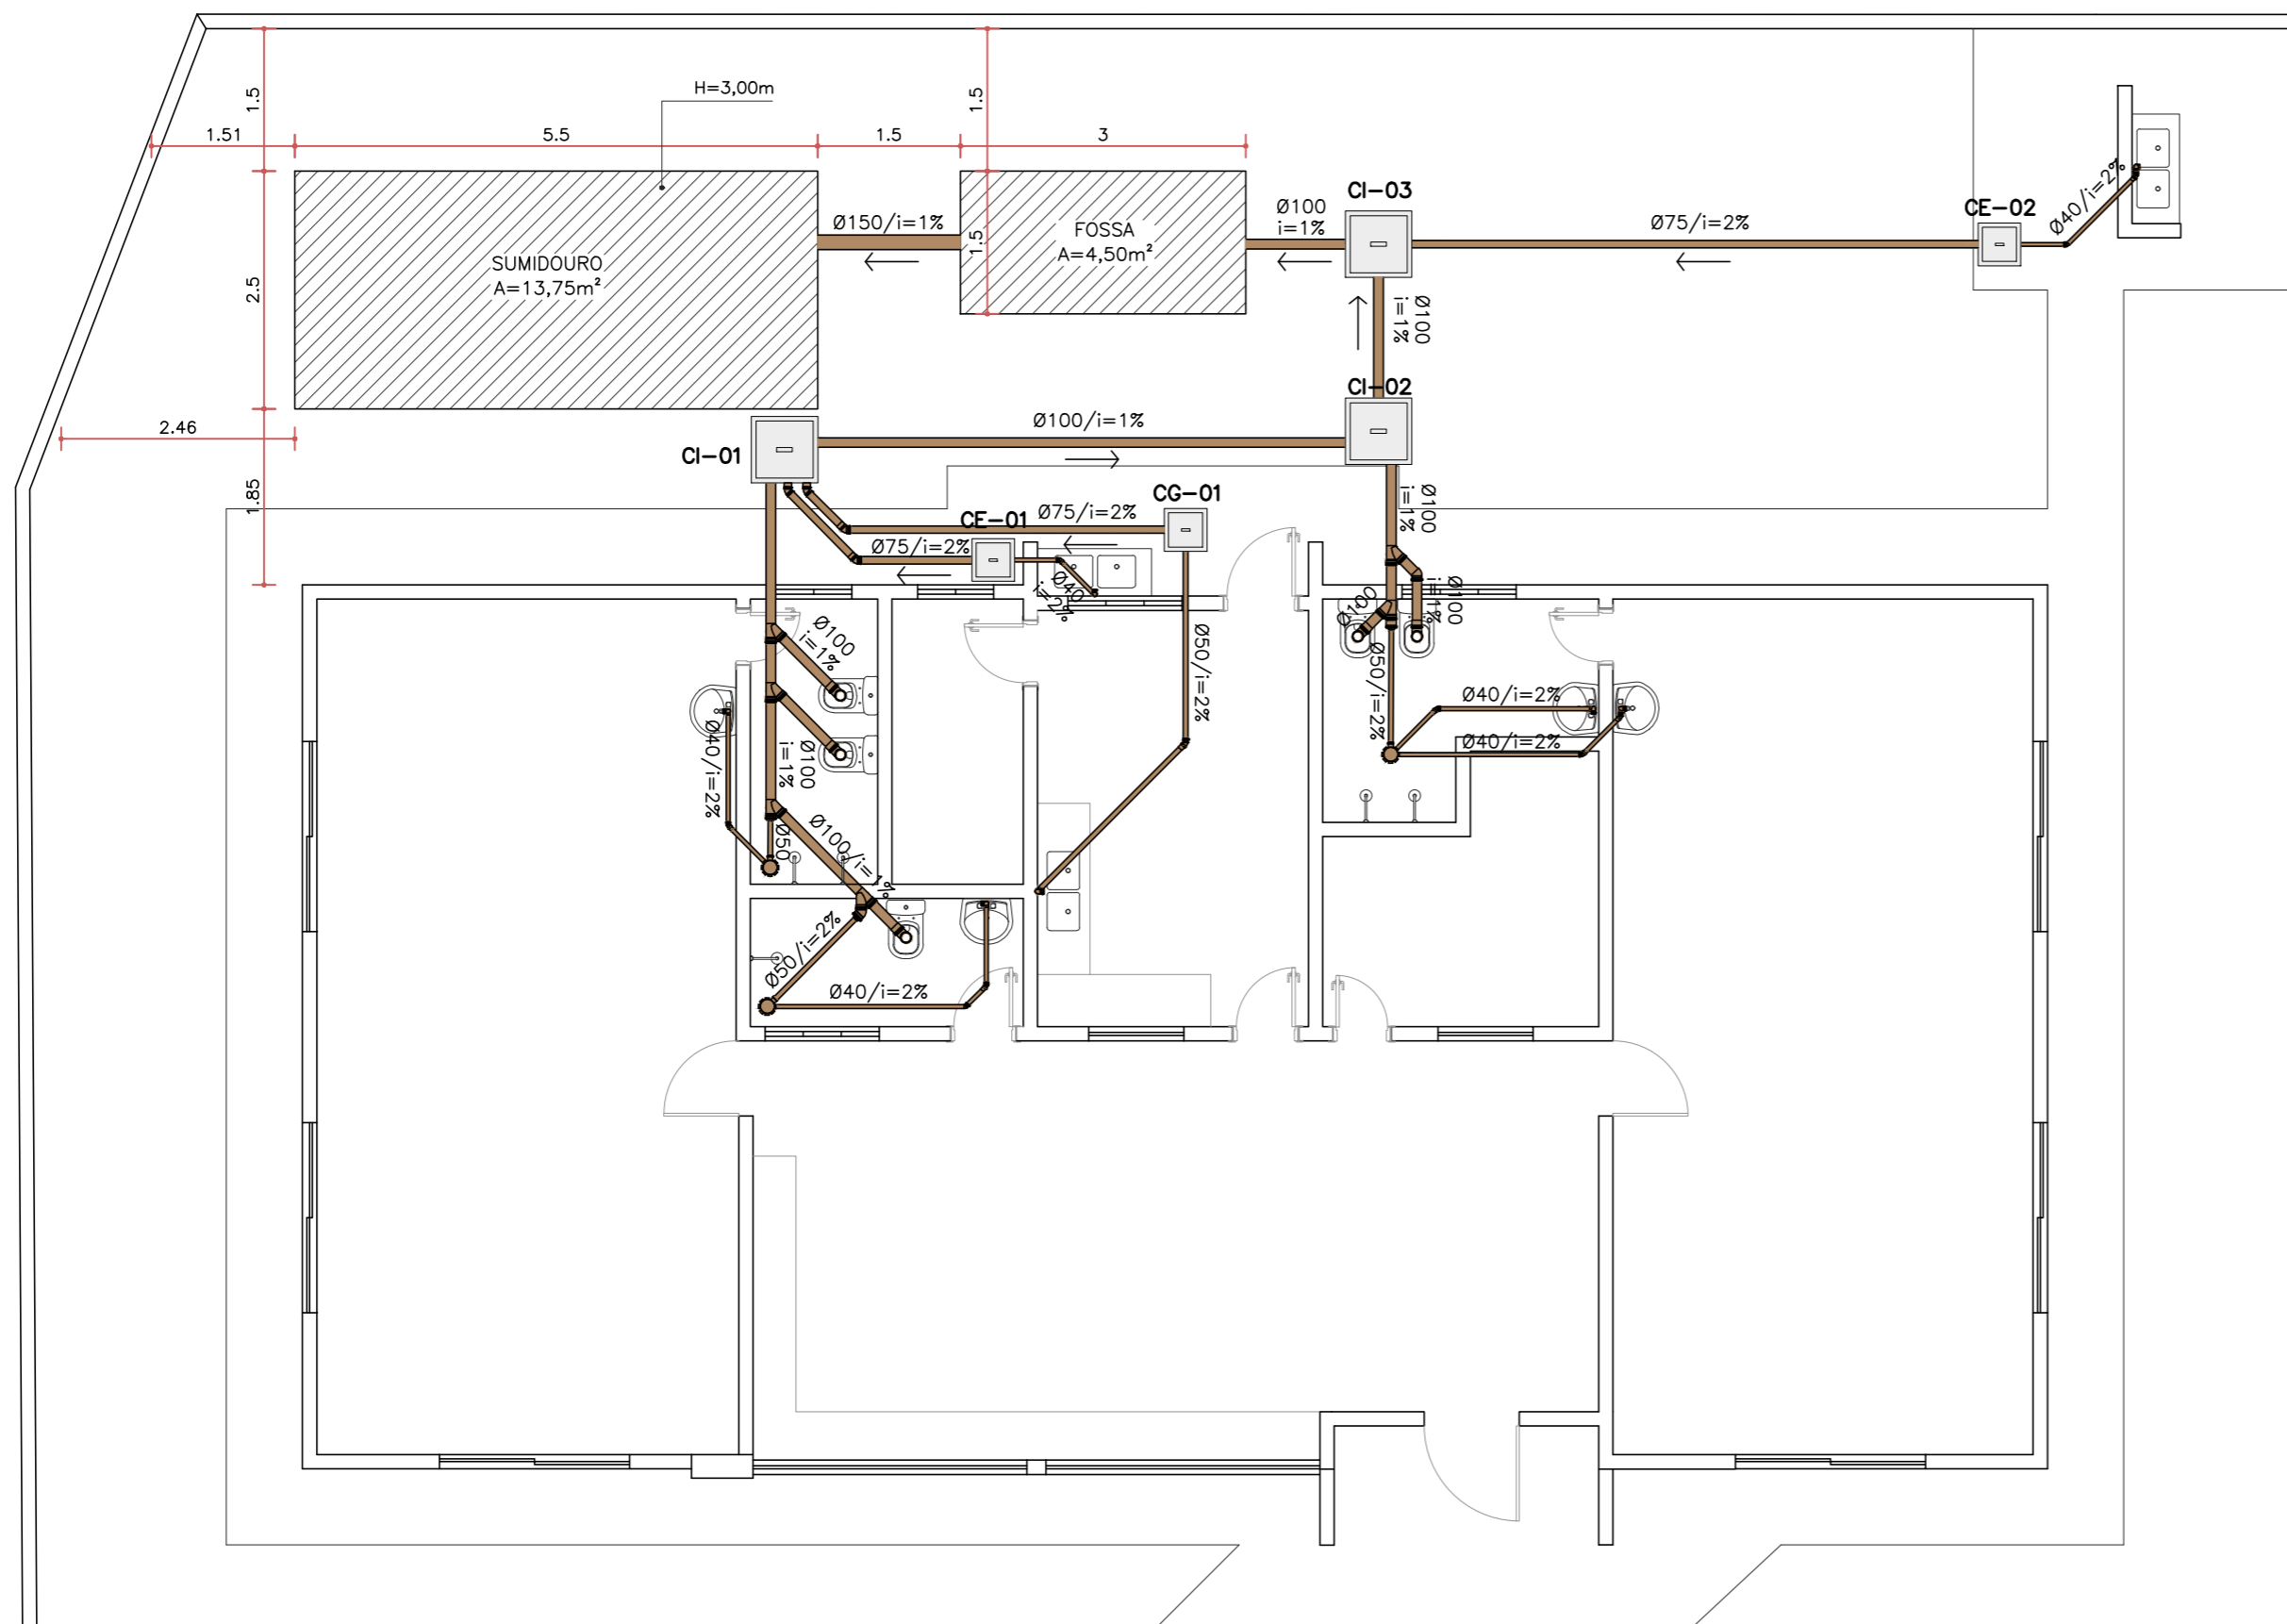 H=3,00m
1.5
1.5
1.51
5.5
1.5
3
CI-03
Ø150/i=1%
Ø100
i=1%
Ø75/i=2%
CE-02
Ø40/i=2%
FOSSA
A=4,50m²
1.5
SUMIDOURO
A=13,75m²
2.5
Ø100
i=1%
CI-02
2.46
Ø100/i=1%
CI-01
1.85
CG-01
CE-01
Ø75/i=2%
Ø75/i=2%
Ø100
i=1%
Ø40
i=2%
Ø100
i=1%
Ø100
Ø100
i=1%
Ø50/i=2%
Ø50/i=2%
Ø40/i=2%
Ø40/i=2%
Ø40/i=2%
Ø100
i=1%
Ø50
Ø100/i=1%
Ø50/i=2%
Ø40/i=2%